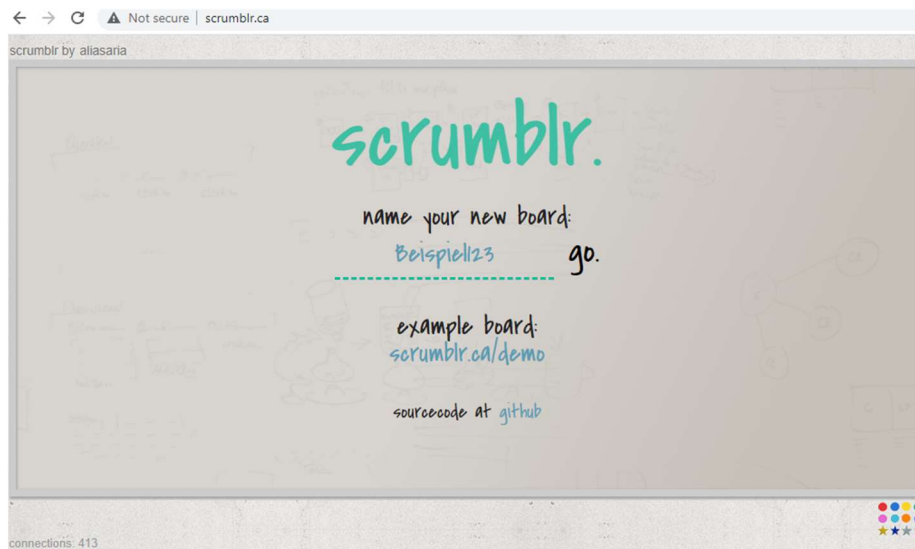 Not secure | scrumblr.ca
scrumblr by aliasaria
scrumblr.
name your new board:
Beispiel123 go.
example board:
scrumblr.ca/demo
sourcecode at github
connections: 413